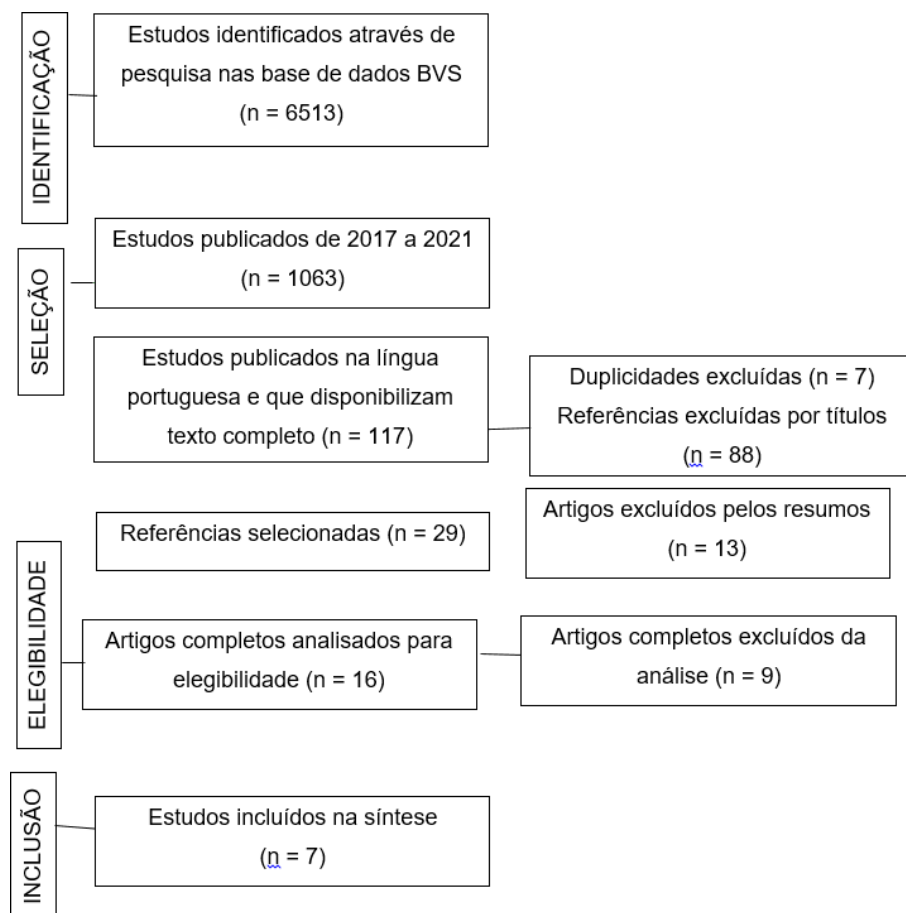 IDENTIFICAÇÃO
Estudos identificados através de
pesquisa nas base de dados BVS
(n = 6513)
SELEÇÃO
Estudos publicados de 2017 a 2021
(n = 1063)
Estudos publicados na língua
portuguesa e que disponibilizam
texto completo (n = 117)
Duplicidades excluídas (n = 7)
Referências excluídas por títulos
(n = 88)
ELEGIBILIDADE
Referências selecionadas (n = 29)
Artigos excluídos pelos resumos
(n = 13)
Artigos completos analisados para
elegibilidade (n = 16)
Artigos completos excluídos da
análise (n = 9)
INCLUSÃO
Estudos incluídos na síntese
(n = 7)